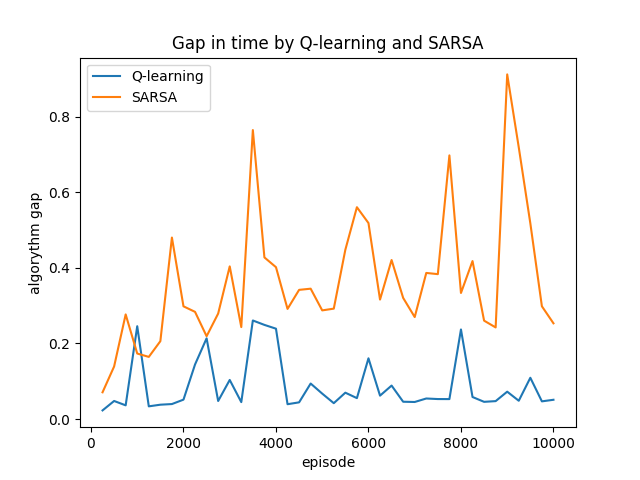 Gap in time by Q-learning and SARSA
Q-learning
SARSA
algorythm gap
0.8
0.6
0.4
0.2
0.0
0
2000
4000
6000
8000
10000
episode